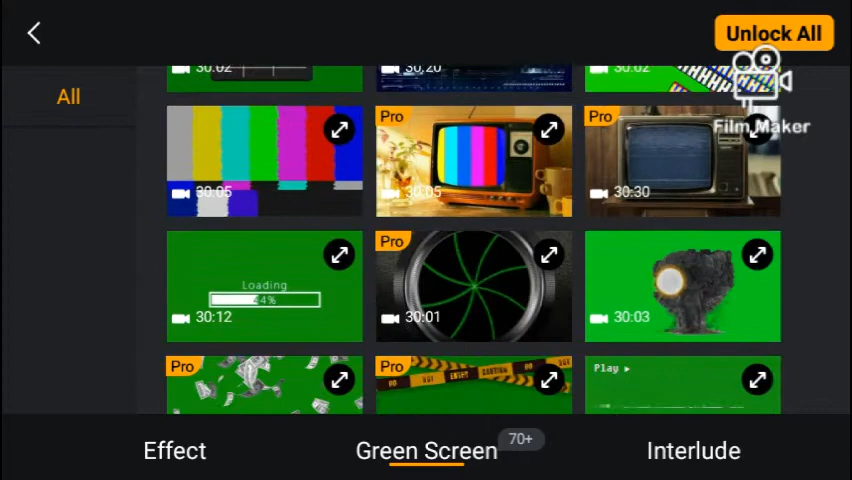 Unlock All
30:02
30,20
30:02
All
Film Maker
Pro
Pro
30:05
30:05
30:30
Pro
Loading
44%
30:12
30:01
30:03
Pro
Pro
Play
Effect
Green Screen
70+
Interlude